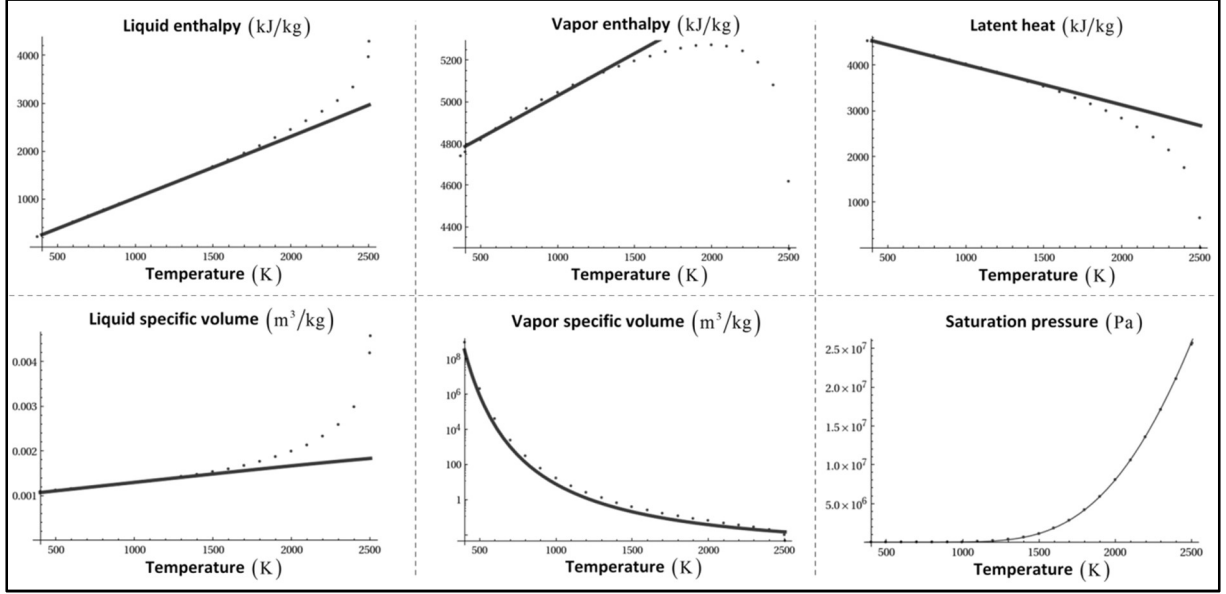 Liquid enthalpy (kJ/kg)
4000
3000
2000
1000
500 1000 1500 2000 2500
Temperature (K)
Vapor enthalpy (kJ/kg)
5200
5000
4800
4600
4400
500 1000 1500 2000 2500
Temperature (K)
Latent heat (kJ/kg)
4000
3000
2000
1000
500 1000 1500 2000 2500
Temperature (K)
Liquid specific volume (m³/kg)
0.004
0.003
0.002
0.001
500 1000 1500 2000 2500
Temperature (K)
Vapor specific volume (m³/kg)
10⁸
10⁶
10⁴
100
1
500 1000 1500 2000 2500
Temperature (K)
Saturation pressure (Pa)
2.5×10⁷
2.0×10⁷
1.5×10⁷
1.0×10⁷
5.0×10⁶
500 1000 1500 2000 2500
Temperature (K)